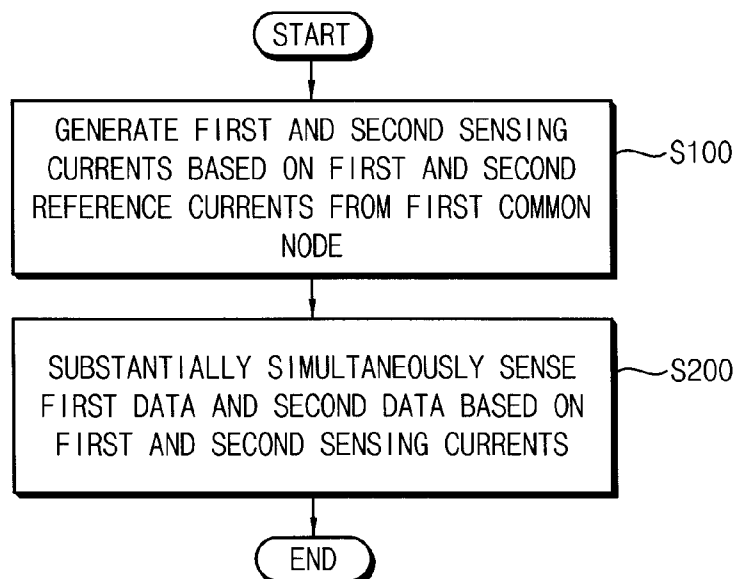 START
GENERATE FIRST AND SECOND SENSING
CURRENTS BASED ON FIRST AND SECOND
REFERENCE CURRENTS FROM FIRST COMMON
NODE
S100
SUBSTANTIALLY SIMULTANEOUSLY SENSE
FIRST DATA AND SECOND DATA BASED ON
FIRST AND SECOND SENSING CURRENTS
S200
END